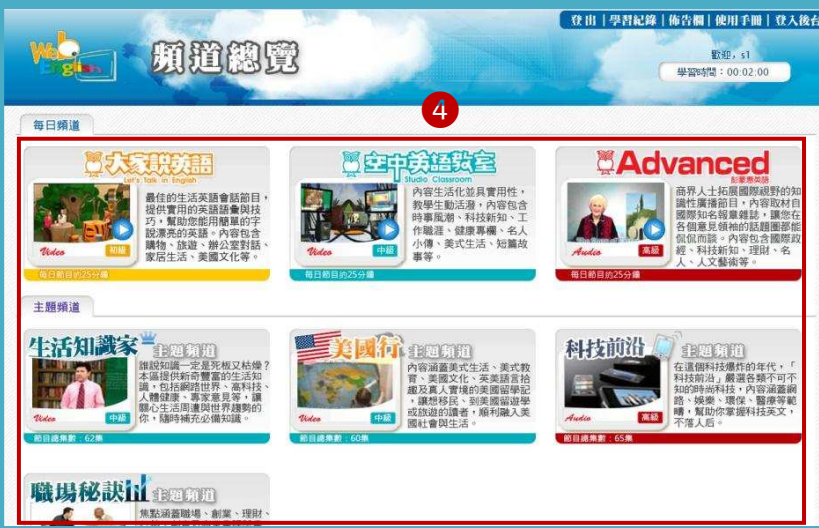 登出 | 學習紀錄 | 佈告欄 | 使用手冊 | 登入後台
Web English
頻道總覽
歡迎, s1
學習時間：00:02:00
4
每日頻道
大家說英語
Let's Talk in English
最佳的生活英語會話節目，
提供實用的英語語彙與技
巧，幫助您能用簡單的字
說漂亮的英語。內容包含
購物、旅遊、辦公室對話、
家居生活、美國文化等。
Video
初級
每日節目約25分鐘
空中英語教室
Studio Classroom
內容生活化並具實用性，
教學生動活潑，內容包含
時事風潮、科技新知、工
作職涯、健康專欄、名人
小傳、美式生活、短篇故
事等。
Video
中級
每日節目約25分鐘
Advanced
彭蒙惠英語
商界人士拓展國際視野的知
識性廣播節目，內容取材自
國際知名報章雜誌，讓您在
各個意見領袖的話題圈都能
侃侃而談。內容包含國際政
經、科技新知、理財、名
人、人文藝術等。
Audio
高級
每日節目約25分鐘
主題頻道
生活知識家
主題頻道
誰說知識一定是死板又枯燥？
本區提供新奇豐富的生活知
識，包括網路世界、高科技、
人體健康、專家意見等，讓
關心生活周遭與世界趨勢的
你，隨時補充必備知識。
Video
中級
節目總集數：62集
美國行
主題頻道
內容涵蓋美式生活、美式教
育、美國文化、英美語言拾
趣及真人實境的美國留學記
，讓想移民、到美國留遊學
或旅遊的讀者，順利融入美
國社會與生活。
Video
中級
節目總集數：60集
科技前沿
主題頻道
在這個科技爆炸的年代，「
科技前沿」嚴選各類不可不
知的時尚科技，內容涵蓋網
路、娛樂、環保、醫療等範
疇，幫助你掌握科技英文，
不落人后。
Audio
高級
節目總集數：65集
職場秘訣
主題頻道
焦點涵蓋職場、創業、理財、